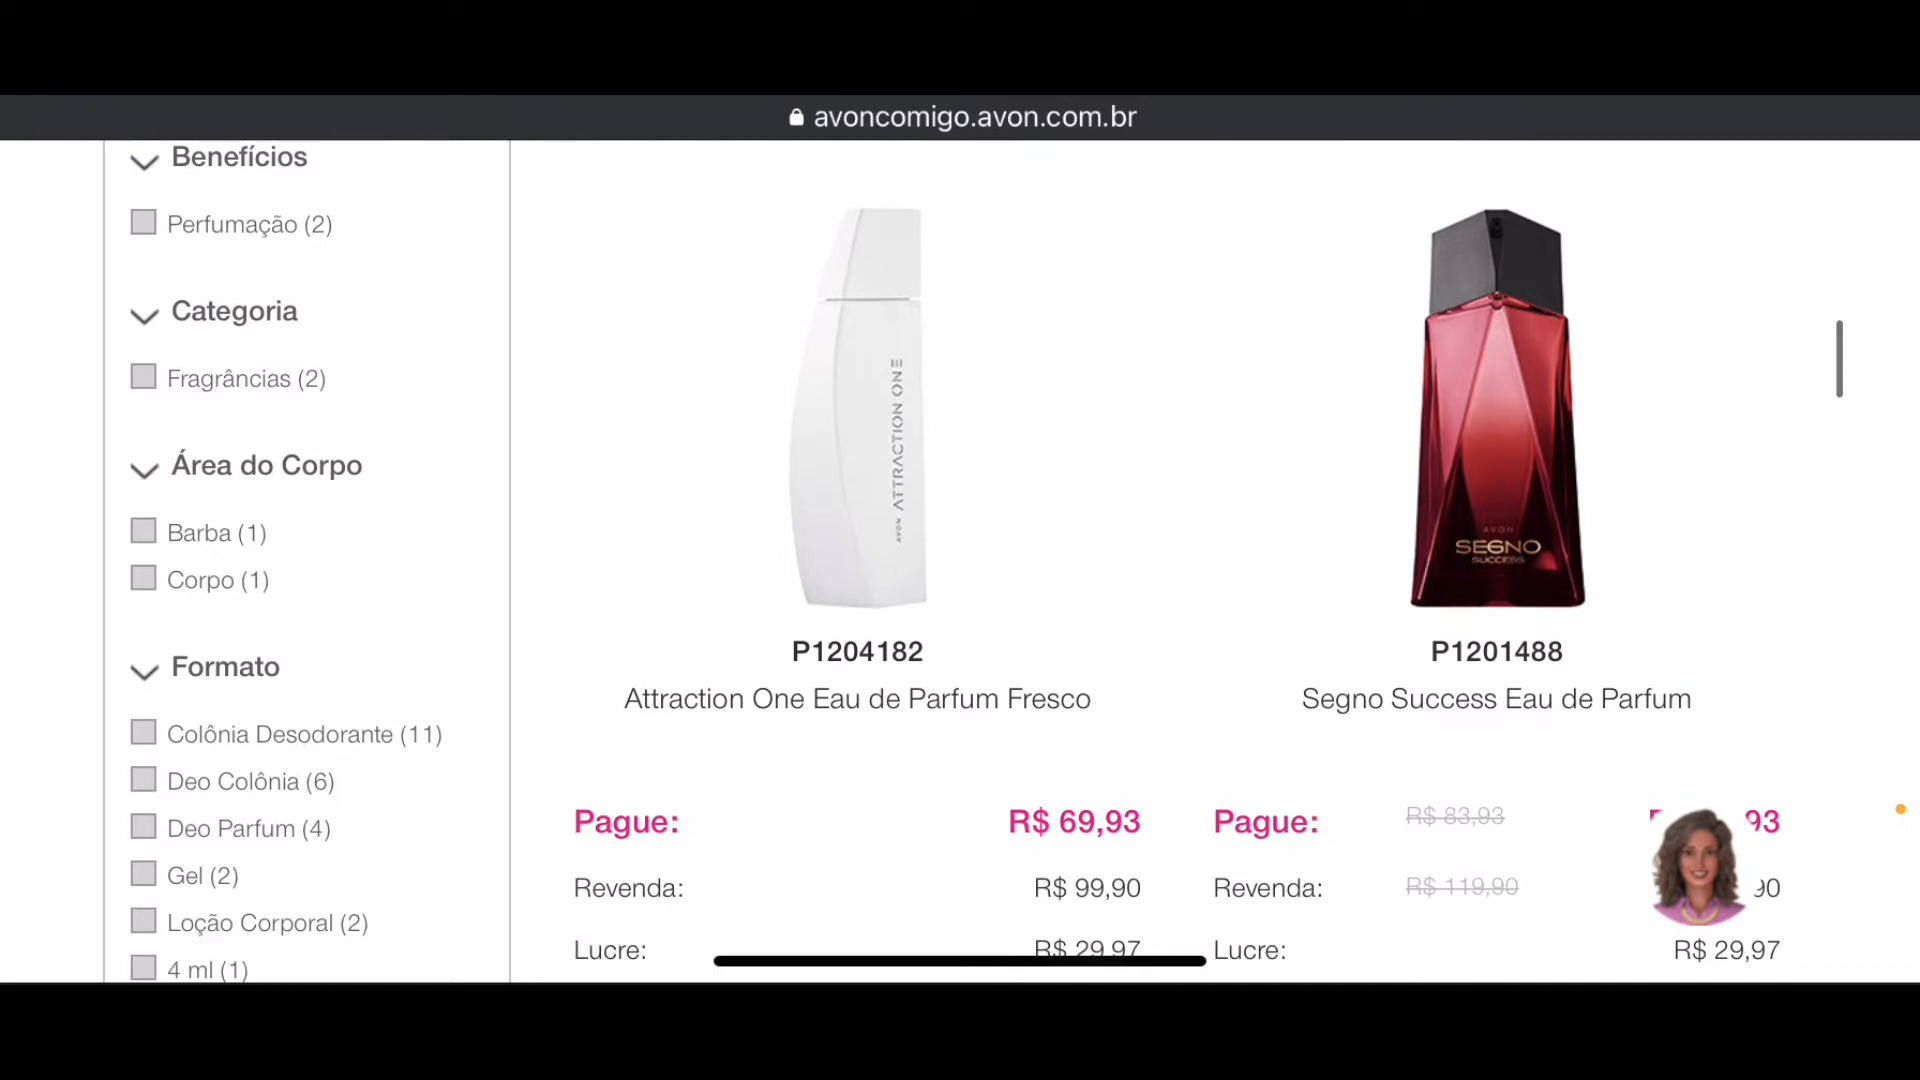 avoncomigo.avon.com.br
Benefícios
Perfumação (2)
Categoria
Fragrâncias (2)
Área do Corpo
Barba (1)
Corpo (1)
Formato
Colônia Desodorante (11)
Deo Colônia (6)
Deo Parfum (4)
Gel (2)
Loção Corporal (2)
4 ml (1)
AVON ATTRACTION ONE
P1204182
Attraction One Eau de Parfum Fresco
Pague: R$ 69,93
Revenda: R$ 99,90
Lucre: R$ 29,97
AVON
SEGNO
SUCCESS
P1201488
Segno Success Eau de Parfum
Pague: R$ 83,93
Revenda: R$ 119,90
Lucre: R$ 29,97